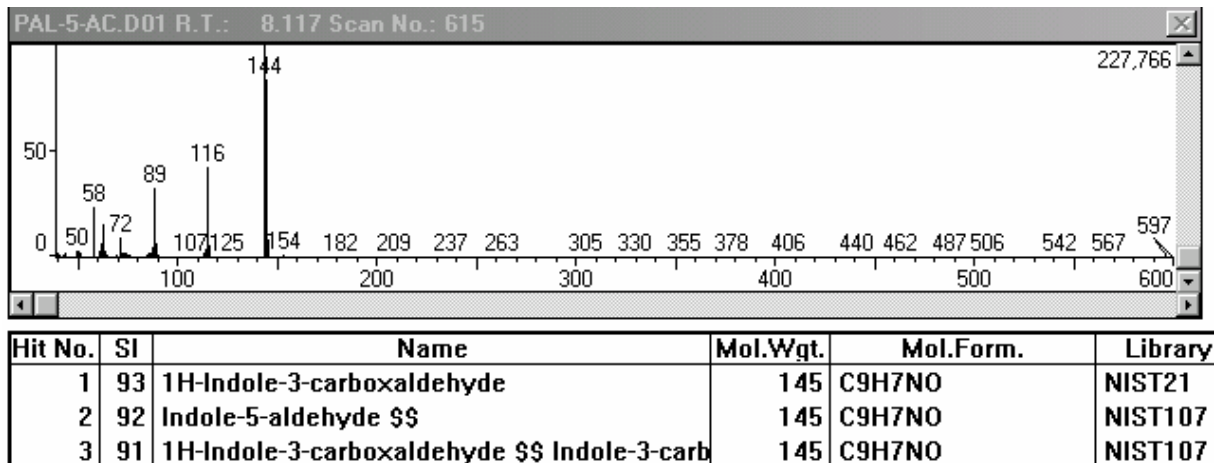 PAL-5-AC.D01 R.T.: 8.117 Scan No.: 615
144 227,766
50
116
89
58
72
50 597
0 107 125 154 182 209 237 263 305 330 355 378 406 440 462 487 506 542 567
100 200 300 400 500 600
Hit No. SI Name Mol.Wgt. Mol.Form. Library
1 93 1H-Indole-3-carboxaldehyde 145 C9H7NO NIST21
2 92 Indole-5-aldehyde $$ 145 C9H7NO NIST107
3 91 1H-Indole-3-carboxaldehyde $$ Indole-3-carb 145 C9H7NO NIST107